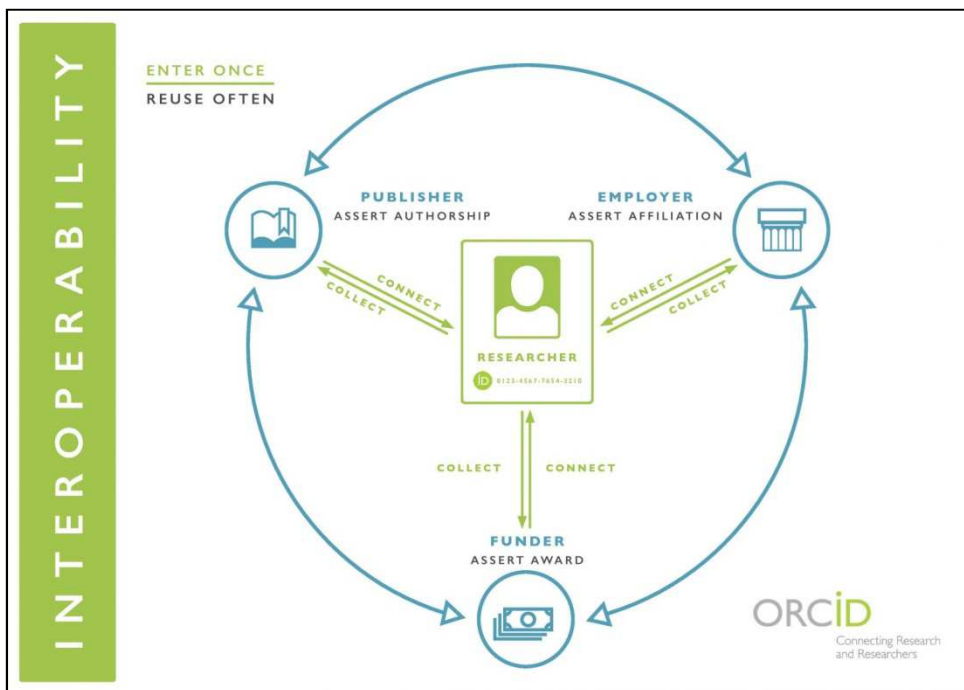 INTEROPERABILITY
ENTER ONCE
REUSE OFTEN
PUBLISHER
ASSERT AUTHORSHIP
EMPLOYER
ASSERT AFFILIATION
CONNECT
COLLECT
CONNECT
COLLECT
RESEARCHER
iD 0123-4567-7654-3210
COLLECT
CONNECT
FUNDER
ASSERT AWARD
ORCiD
Connecting Research
and Researchers